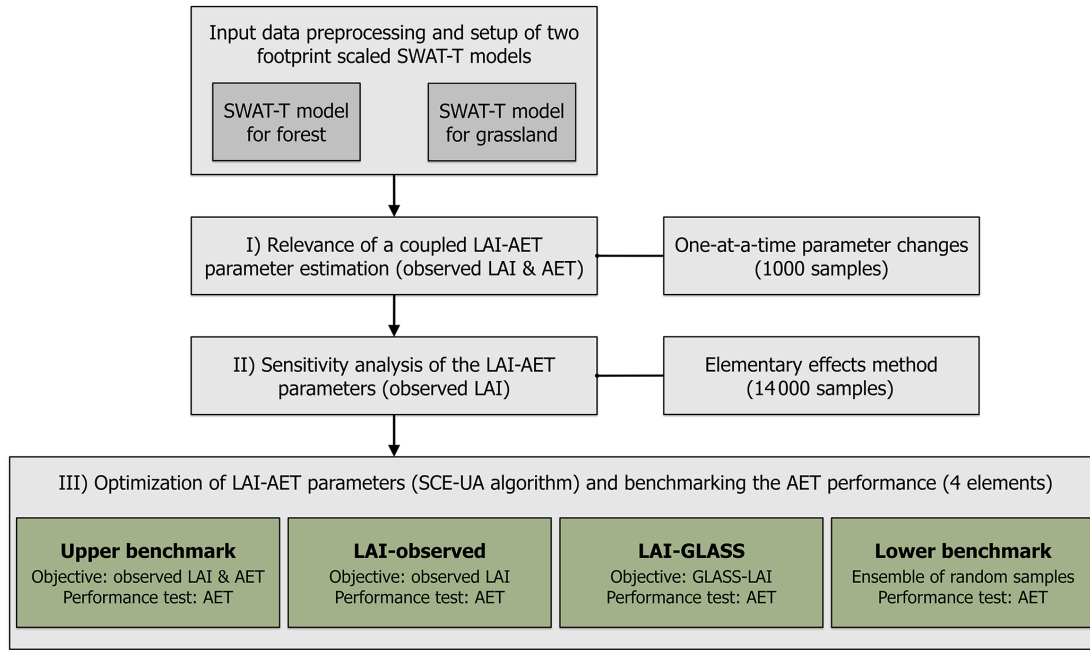 Input data preprocessing and setup of two
footprint scaled SWAT-T models
SWAT-T model
for forest
SWAT-T model
for grassland
I) Relevance of a coupled LAI-AET
parameter estimation (observed LAI & AET)
One-at-a-time parameter changes
(1000 samples)
II) Sensitivity analysis of the LAI-AET
parameters (observed LAI)
Elementary effects method
(14 000 samples)
III) Optimization of LAI-AET parameters (SCE-UA algorithm) and benchmarking the AET performance (4 elements)
Upper benchmark
Objective: observed LAI & AET
Performance test: AET
LAI-observed
Objective: observed LAI
Performance test: AET
LAI-GLASS
Objective: GLASS-LAI
Performance test: AET
Lower benchmark
Ensemble of random samples
Performance test: AET